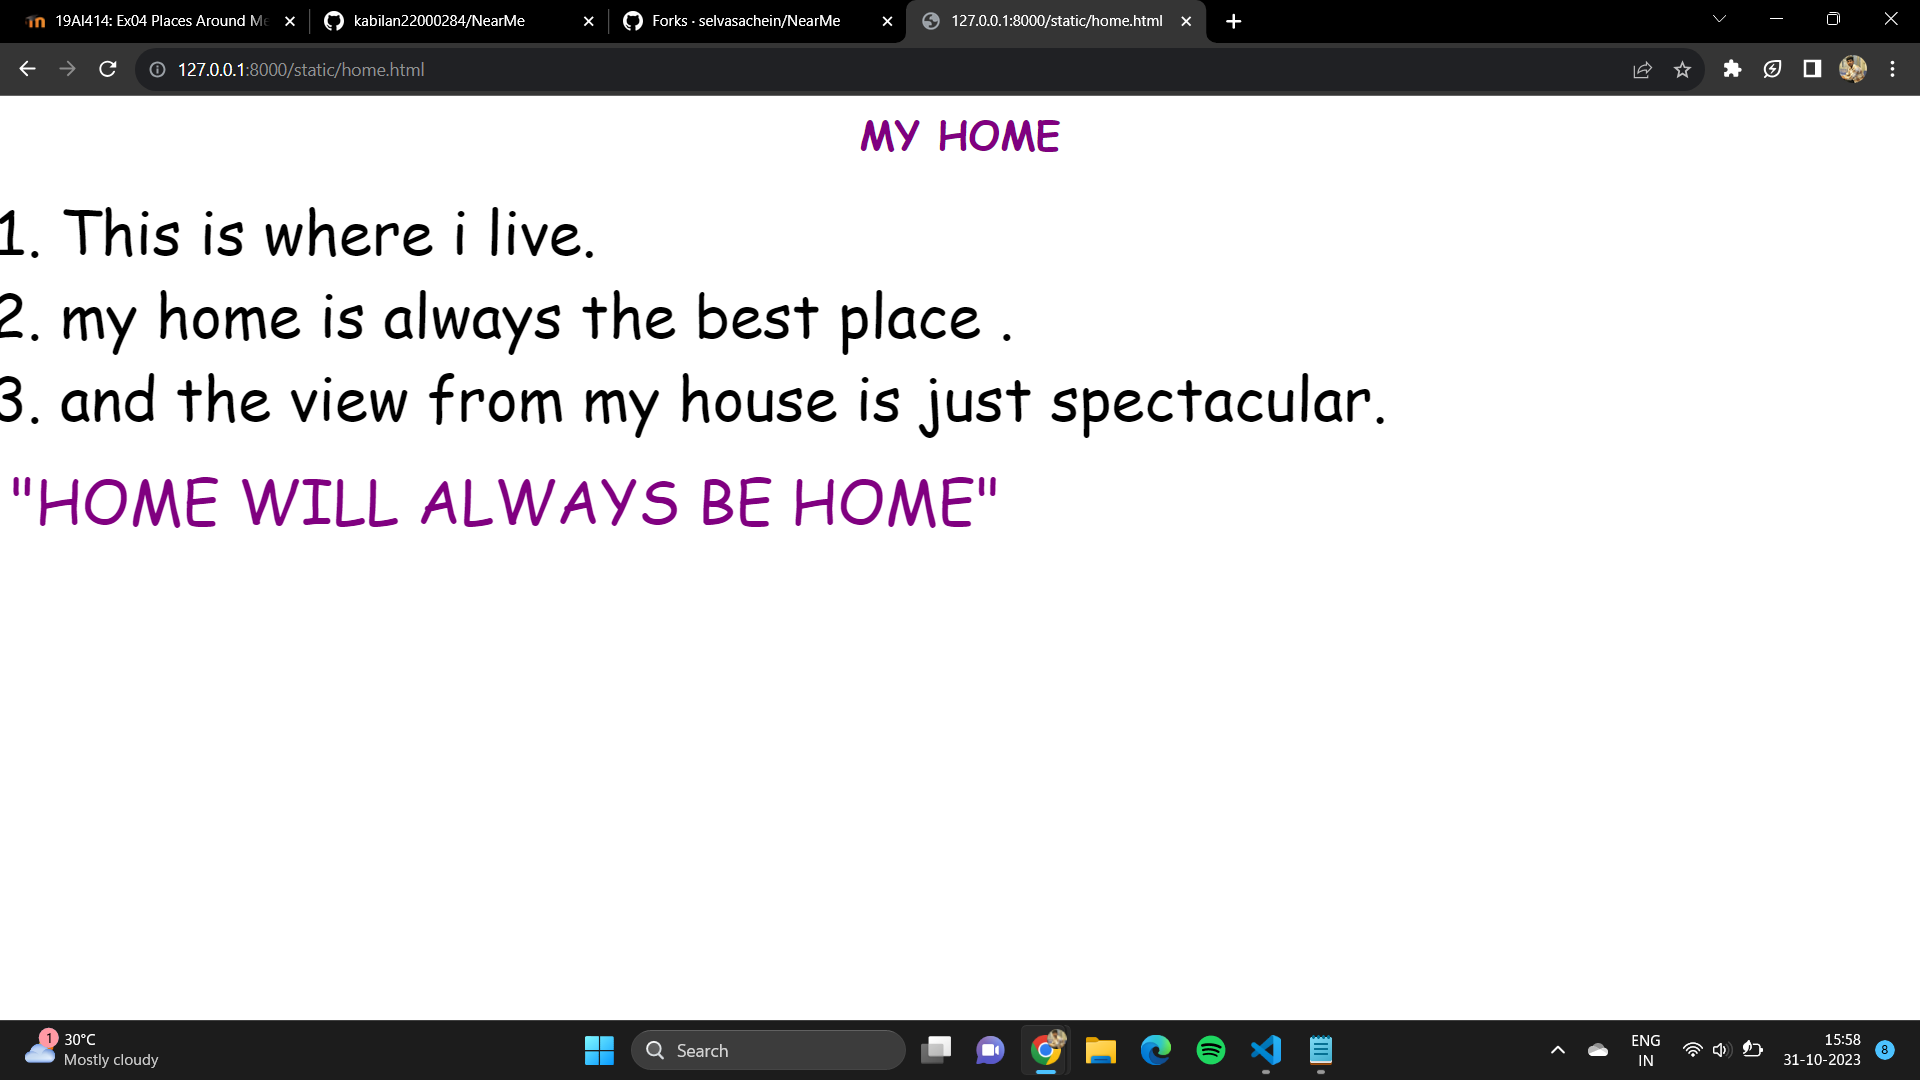 19AI414: Ex04 Places Around Me
kabilan22000284/NearMe
Forks · selvasachein/NearMe
127.0.0.1:8000/static/home.html
127.0.0.1:8000/static/home.html
MY HOME
1. This is where i live.
2. my home is always the best place .
3. and the view from my house is just spectacular.
"HOME WILL ALWAYS BE HOME"
1
30°C
Mostly cloudy
Search
ENG
IN
15:58
31-10-2023
8